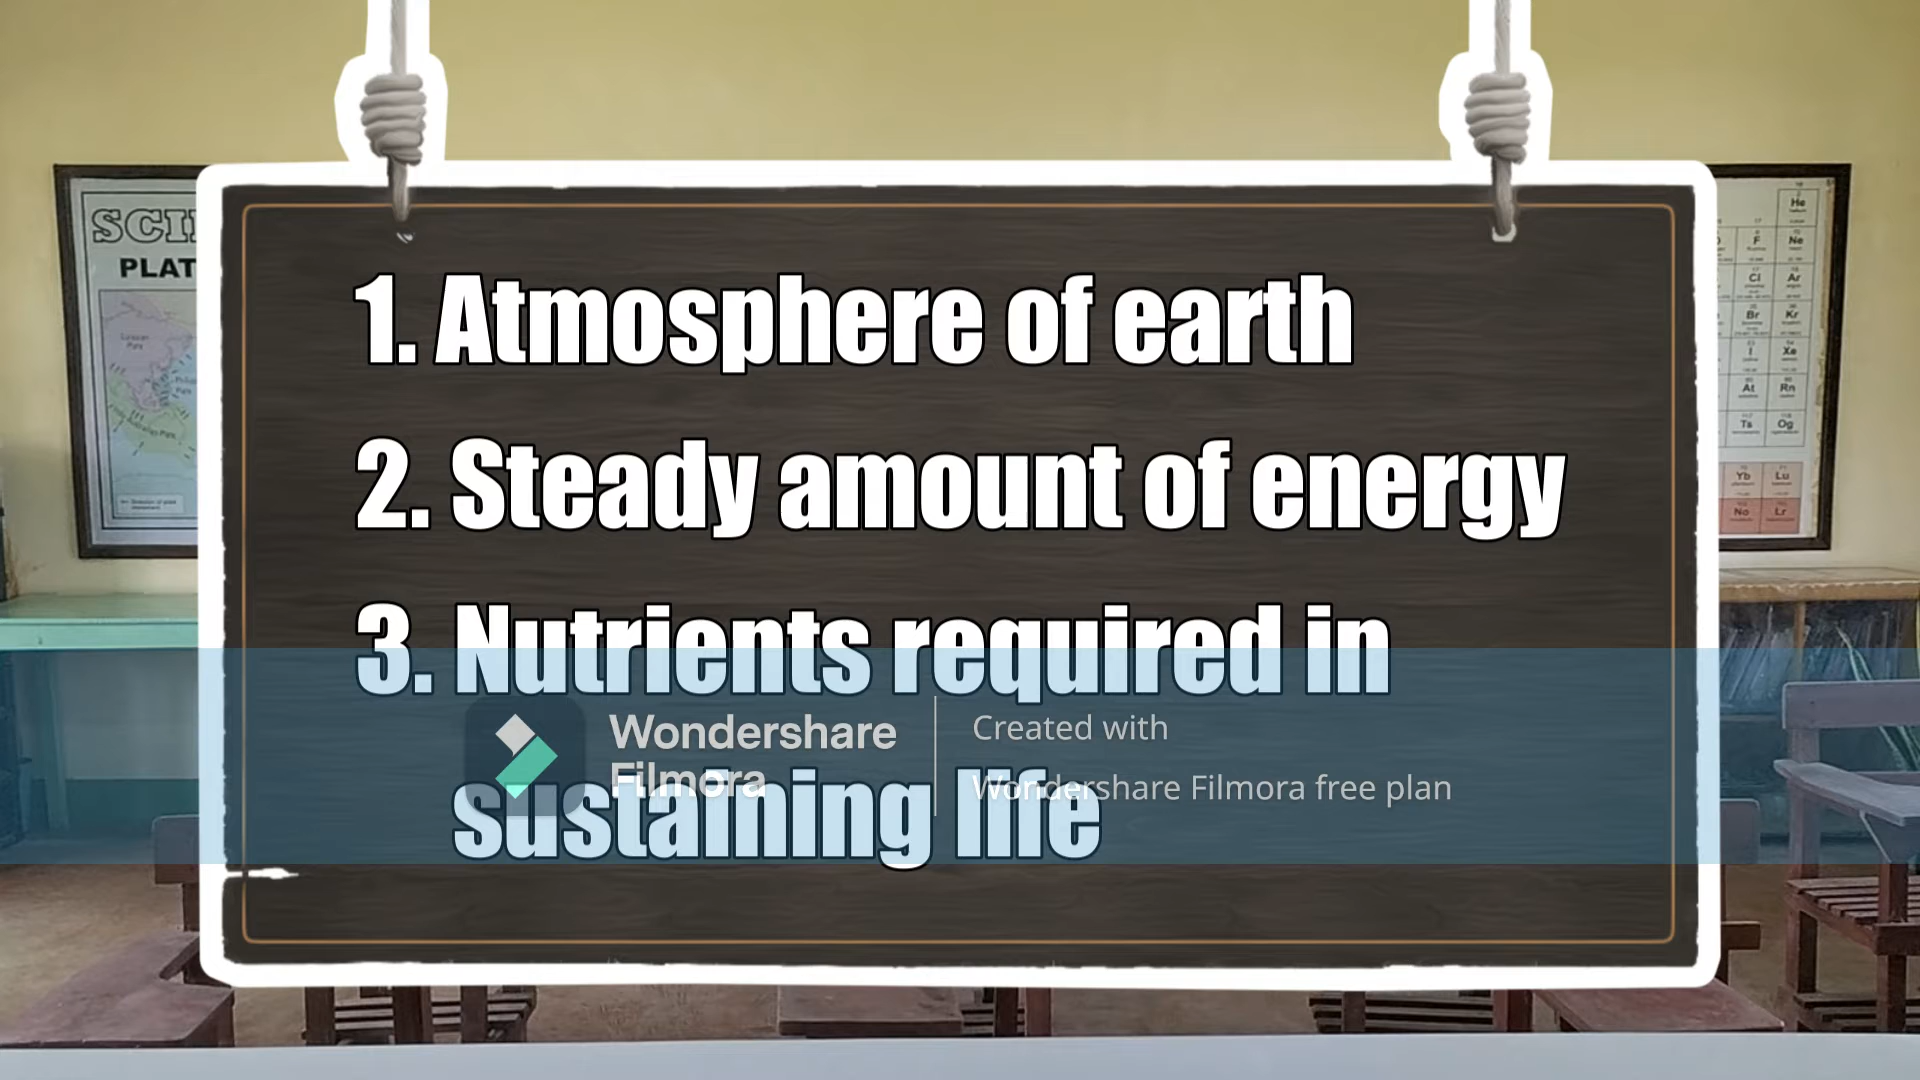 1. Atmosphere of earth
2. Steady amount of energy
3. Nutrients required in
sustaining life
Wondershare
Filmora
Created with
Wondershare Filmora free plan
SCI
PLAT
He
F Ne
Cl Ar
Br Kr
I Xe
At Rn
Ts Og
Yb Lu
No Lr